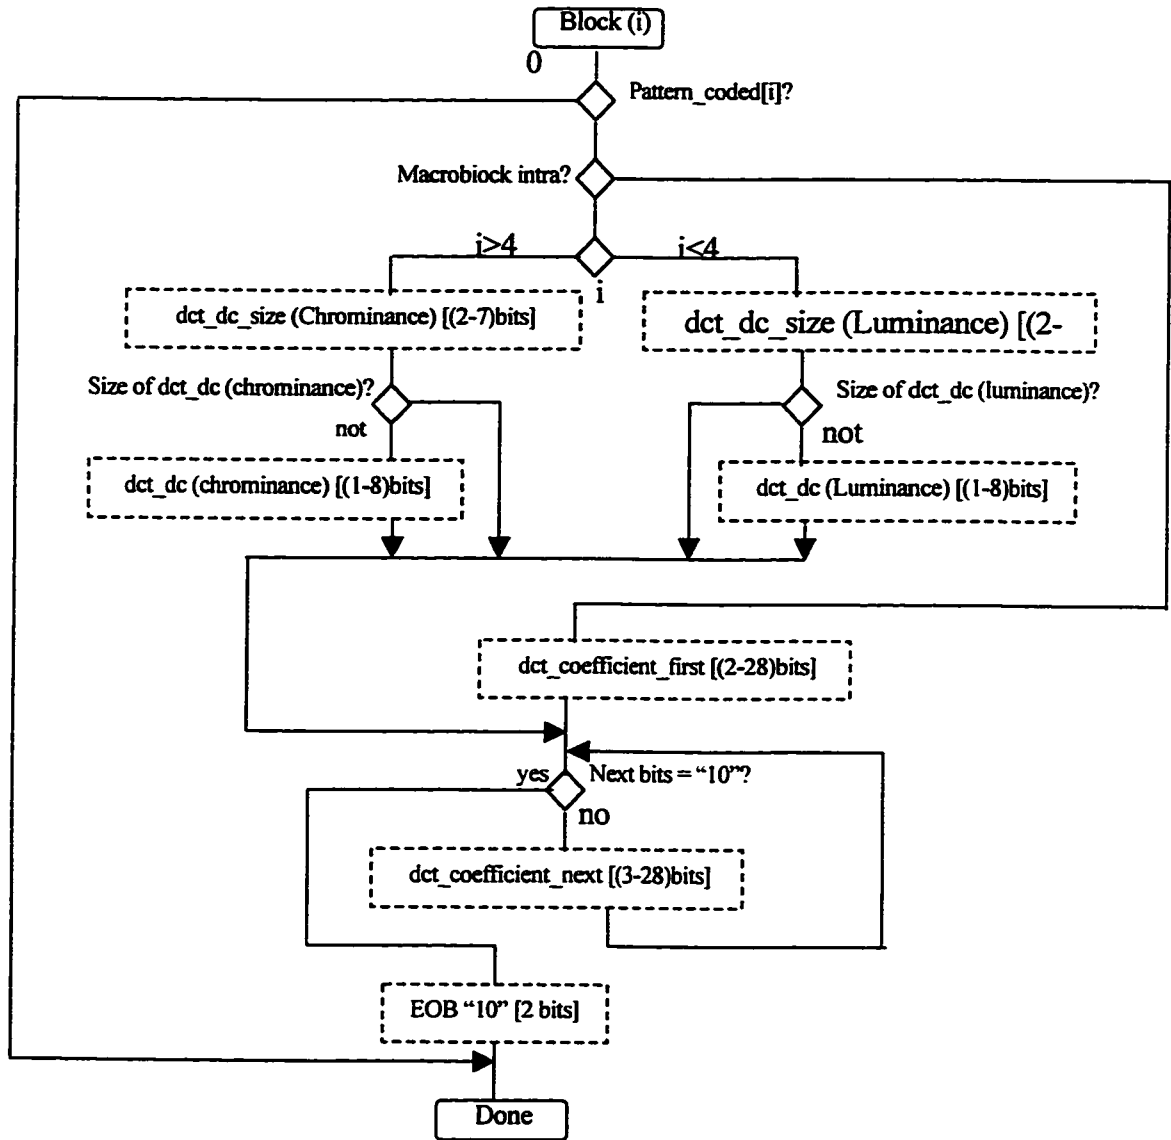 Block (i)
0
Pattern_coded[i]?
Macrobiock intra?
i>4
i<4
i
dct_dc_size (Chrominance) [(2-7)bits]
dct_dc_size (Luminance) [(2-
Size of dct_dc (chrominance)?
Size of dct_dc (luminance)?
not
not
dct_dc (chrominance) [(1-8)bits]
dct_dc (Luminance) [(1-8)bits]
dct_coefficient_first [(2-28)bits]
yes
Next bits = “10”?
no
dct_coefficient_next [(3-28)bits]
EOB “10” [2 bits]
Done